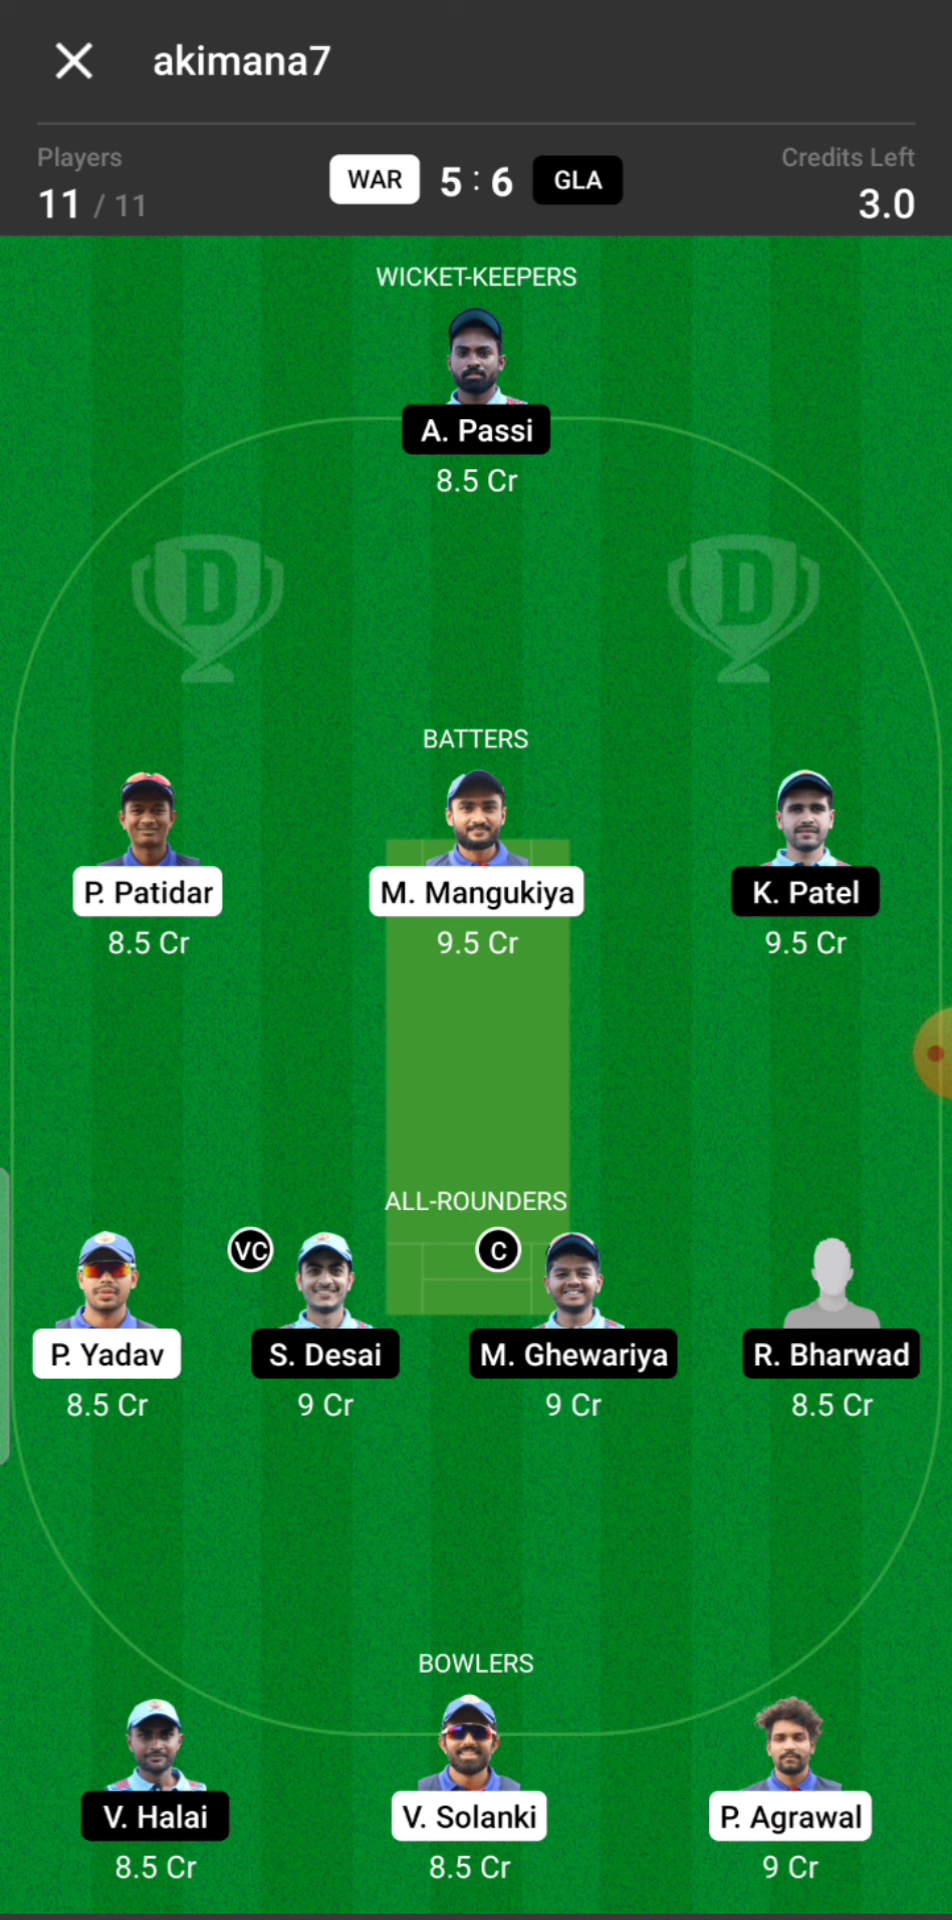 akimana7
Players
Credits Left
11 / 11
WAR 5 : 6 GLA
3.0
WICKET-KEEPERS
A. Passi
8.5 Cr
D D
BATTERS
P. Patidar M. Mangukiya K. Patel
8.5 Cr 9.5 Cr 9.5 Cr
ALL-ROUNDERS
VC C
P. Yadav S. Desai M. Ghewariya R. Bharwad
8.5 Cr 9 Cr 9 Cr 8.5 Cr
BOWLERS
V. Halai V. Solanki P. Agrawal
8.5 Cr 8.5 Cr 9 Cr